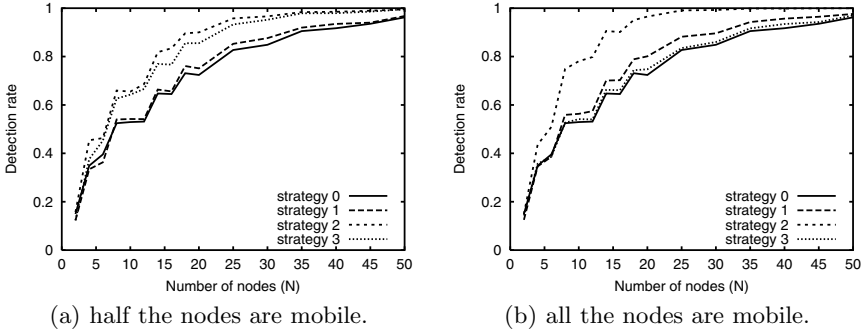 1
0.8
0.6
0.4
0.2
0
Detection rate
strategy 0
strategy 1
strategy 2
strategy 3
0 5 10 15 20 25 30 35 40 45 50
Number of nodes (N)
(a) half the nodes are mobile.
1
0.8
0.6
0.4
0.2
0
Detection rate
strategy 0
strategy 1
strategy 2
strategy 3
0 5 10 15 20 25 30 35 40 45 50
Number of nodes (N)
(b) all the nodes are mobile.